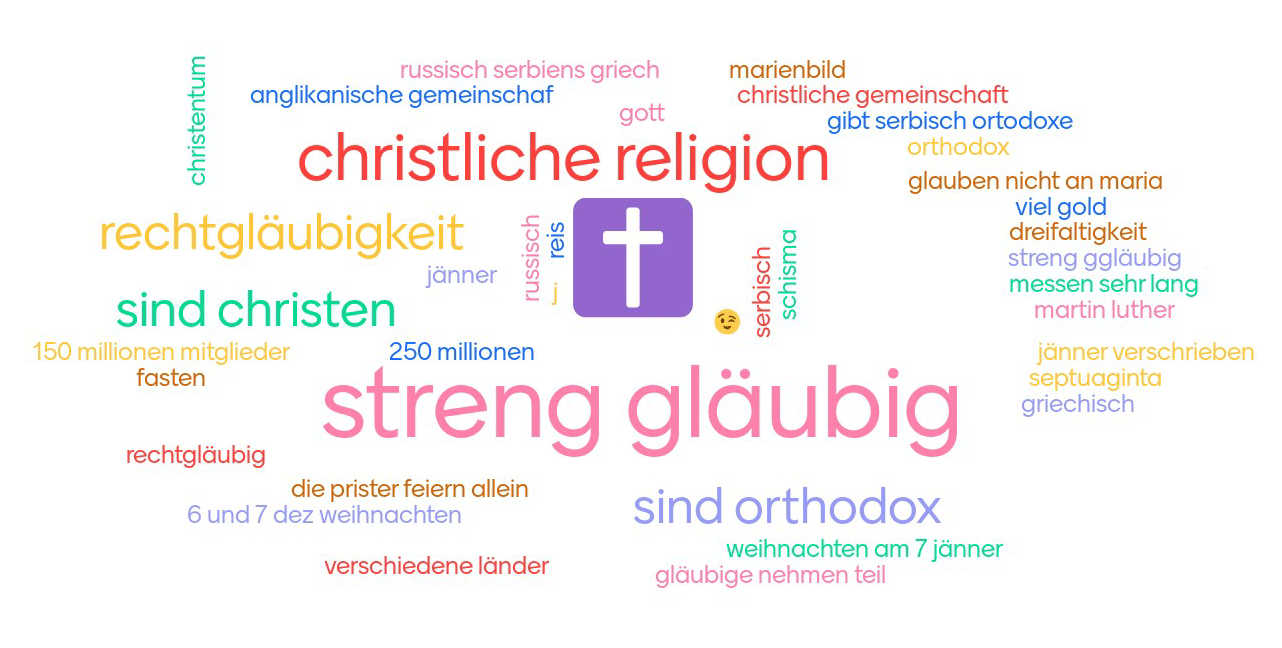 christentum
russisch serbiens griech
marienbild
anglikanische gemeinschaf
christliche gemeinschaft
gott
gibt serbisch ortodoxe
christliche religion
orthodox
glauben nicht an maria
viel gold
rechtgläubigkeit
russisch
reis
dreifaltigkeit
jänner
j
serbisch
schisma
streng ggläubig
messen sehr lang
sind christen
martin luther
150 millionen mitglieder
250 millionen
jänner verschrieben
fasten
septuaginta
streng gläubig
griechisch
rechtgläubig
die prister feiern allein
6 und 7 dez weihnachten
sind orthodox
weihnachten am 7 jänner
verschiedene länder
gläubige nehmen teil